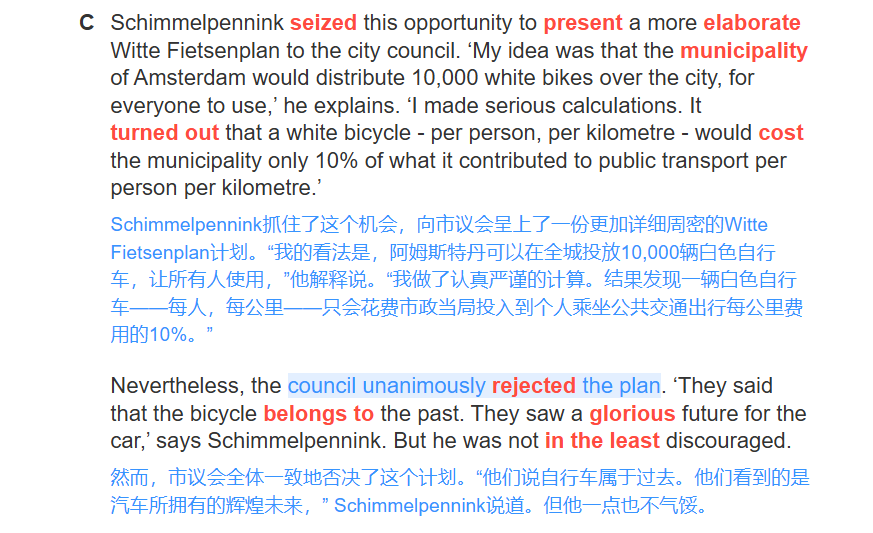 C Schimmelpennink seized this opportunity to present a more elaborate
Witte Fietsenplan to the city council. ‘My idea was that the municipality
of Amsterdam would distribute 10,000 white bikes over the city, for
everyone to use,’ he explains. ‘I made serious calculations. It
turned out that a white bicycle - per person, per kilometre - would cost
the municipality only 10% of what it contributed to public transport per
person per kilometre.’
Schimmelpennink抓住了这个机会，向市议会呈上了一份更加详细周密的Witte
Fietsenplan计划。“我的看法是，阿姆斯特丹可以在全城投放10,000辆白色自行
车，让所有人使用，”他解释说。“我做了认真严谨的计算。结果发现一辆白色自行
车——每人，每公里——只会花费市政当局投入到个人乘坐公共交通出行每公里费
用的10%。”
Nevertheless, the council unanimously rejected the plan. ‘They said
that the bicycle belongs to the past. They saw a glorious future for the
car,’ says Schimmelpennink. But he was not in the least discouraged.
然而，市议会全体一致地否决了这个计划。“他们说自行车属于过去。他们看到的是
汽车所拥有的辉煌未来，” Schimmelpennink说道。但他一点也不气馁。